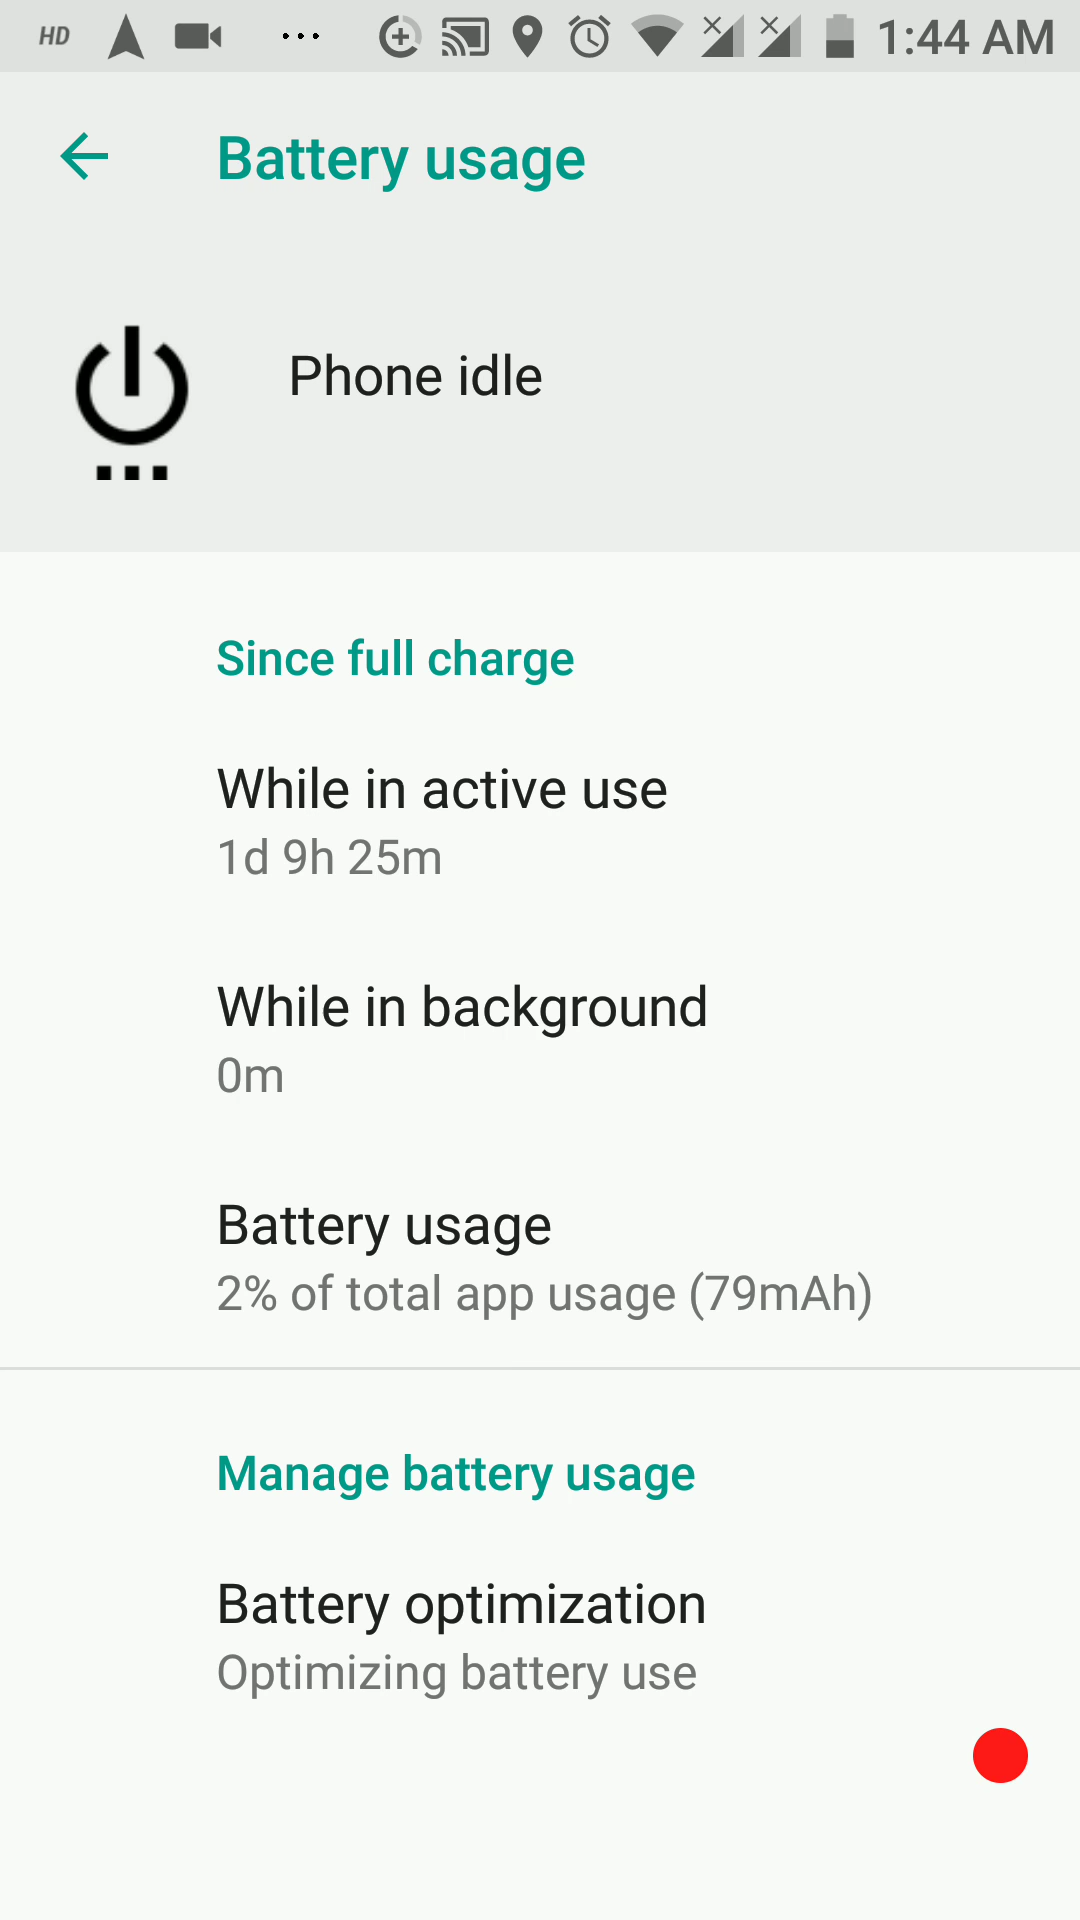 HD 1:44 AM
Battery usage
Phone idle
Since full charge
While in active use
1d 9h 25m
While in background
0m
Battery usage
2% of total app usage (79mAh)
Manage battery usage
Battery optimization
Optimizing battery use